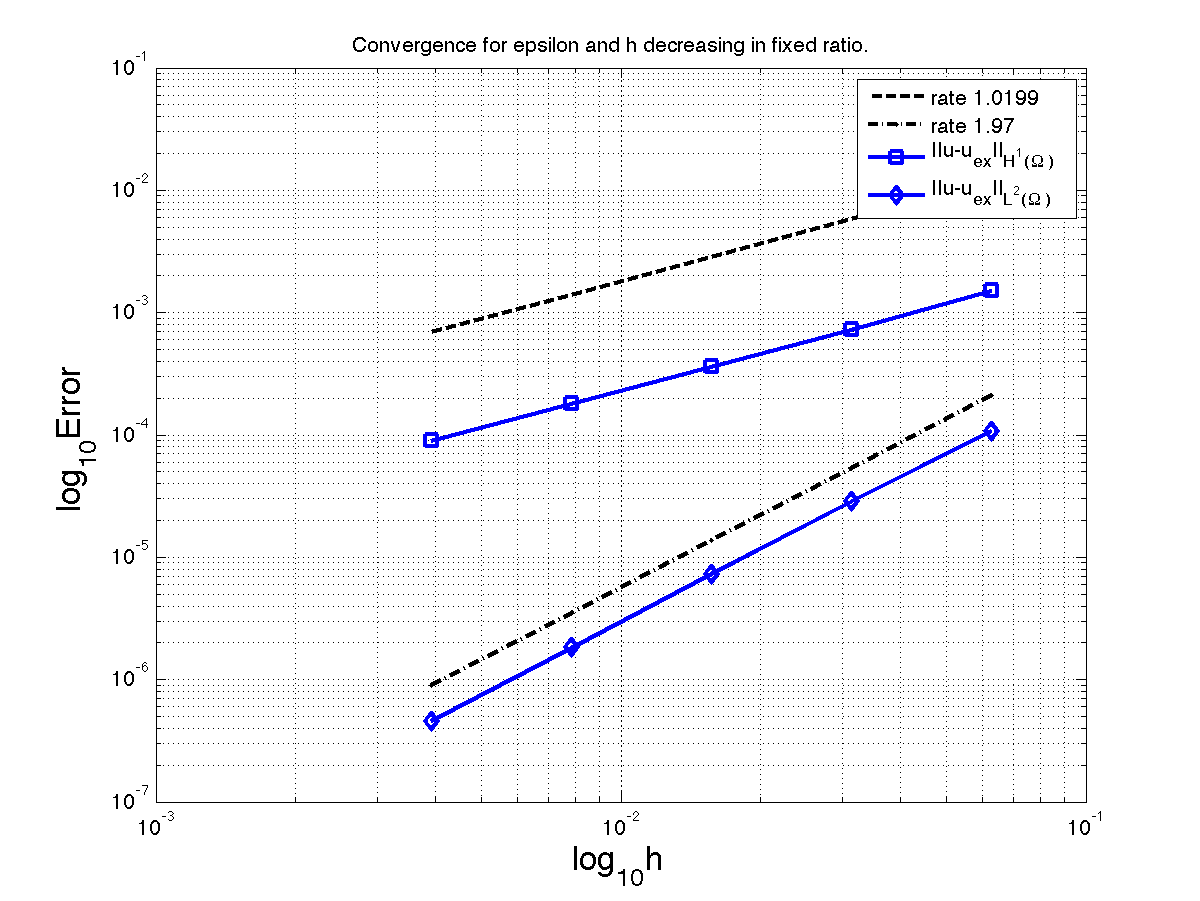 Convergence for epsilon and h decreasing in fixed ratio.
rate 1.0199
rate 1.97
||u-u_ex||_H^1(Ω)
||u-u_ex||_L^2(Ω)
10^-1
10^-2
10^-3
10^-4
10^-5
10^-6
10^-7
log_10Error
10^-3
10^-2
10^-1
log_10h